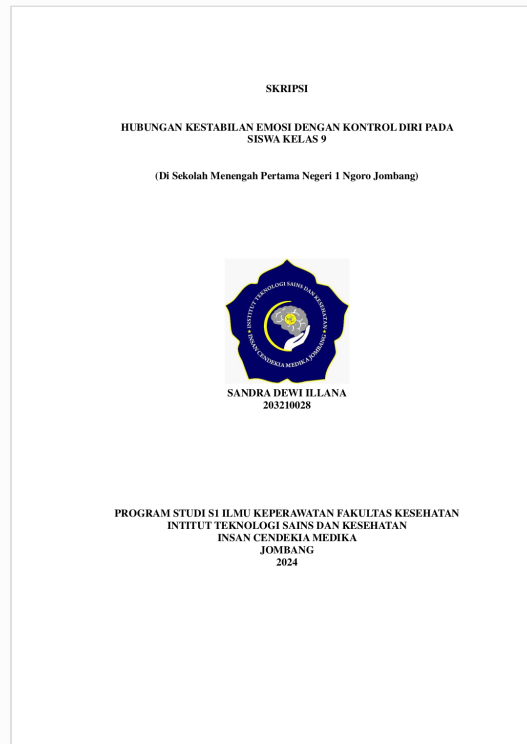 SKRIPSI
HUBUNGAN KESTABILAN EMOSI DENGAN KONTROL DIRI PADA
SISWA KELAS 9
(Di Sekolah Menengah Pertama Negeri 1 Ngoro Jombang)
INSTITUT TEKNOLOGI SAINS DAN KESEHATAN
INSAN CENDEKIA MEDIKA JOMBANG
SANDRA DEWI ILLANA
203210028
PROGRAM STUDI S1 ILMU KEPERAWATAN FAKULTAS KESEHATAN
INTITUT TEKNOLOGI SAINS DAN KESEHATAN
INSAN CENDEKIA MEDIKA
JOMBANG
2024